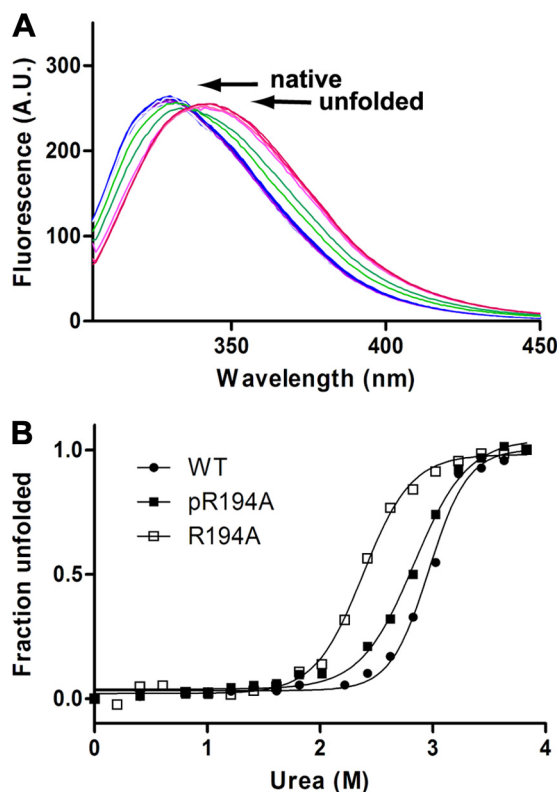 A
native
unfolded
Fluorescence (A.U.)
300
200
100
0
350
400
450
Wavelength (nm)
B
WT
pR194A
R194A
Fraction unfolded
1.0
0.5
0.0
0
1
2
3
4
Urea (M)